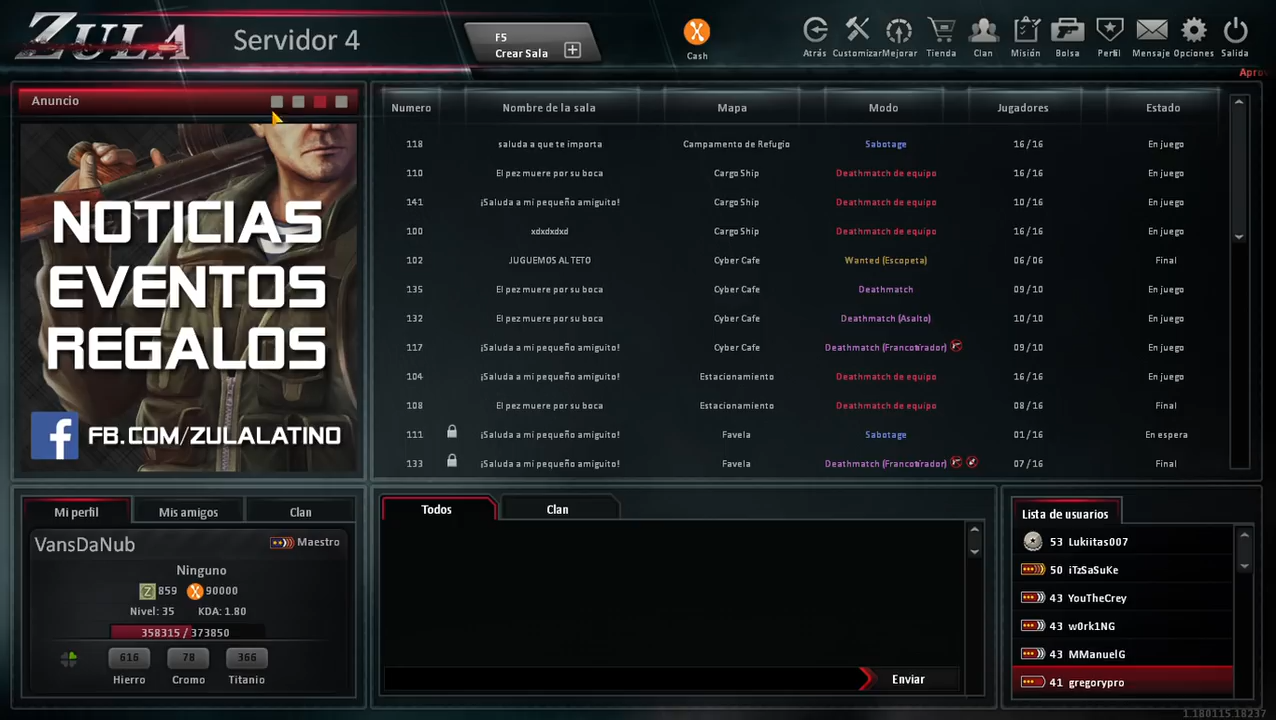 ZULA
Servidor 4
F5
Crear Sala
Cash
Atrás
Customizar
Mejorar
Tienda
Clan
Misión
Bolsa
Perfil
Mensaje
Opciones
Salida
Apro
Anuncio
NOTICIAS
EVENTOS
REGALOS
FB.COM/ZULALATINO
Numero Nombre de la sala Mapa Modo Jugadores Estado
118 saluda a que te importa Campamento de Refugio Sabotage 16/16 En juego
110 El pez muere por su boca Cargo Ship Deathmatch de equipo 16/16 En juego
141 ¡Saluda a mi pequeño amiguito! Cargo Ship Deathmatch de equipo 10/16 En juego
100 xdxdxdxd Cargo Ship Deathmatch de equipo 16/16 En juego
102 JUGUEMOS AL TETO Cyber Cafe Wanted (Escopeta) 06/06 Final
135 El pez muere por su boca Cyber Cafe Deathmatch 09/10 En juego
132 El pez muere por su boca Cyber Cafe Deathmatch (Asalto) 10/10 En juego
117 ¡Saluda a mi pequeño amiguito! Cyber Cafe Deathmatch (Francotirador) 09/10 En juego
104 ¡Saluda a mi pequeño amiguito! Estacionamiento Deathmatch de equipo 16/16 En juego
108 El pez muere por su boca Estacionamiento Deathmatch de equipo 08/16 Final
111 ¡Saluda a mi pequeño amiguito! Favela Sabotage 01/16 En espera
133 ¡Saluda a mi pequeño amiguito! Favela Deathmatch (Francotirador) 07/16 Final
Mi perfil Mis amigos Clan
VansDaNub Maestro
Ninguno
Z 859 X 90000
Nivel: 35 KDA: 1.80
358315 / 373850
616 78 366
Hierro Cromo Titanio
Todos Clan
Enviar
Lista de usuarios
53 Lukiitas007
50 iTzSaSuKe
43 YouTheCrey
43 w0rk1NG
43 MManuelG
41 gregorypro
1.180115.18237